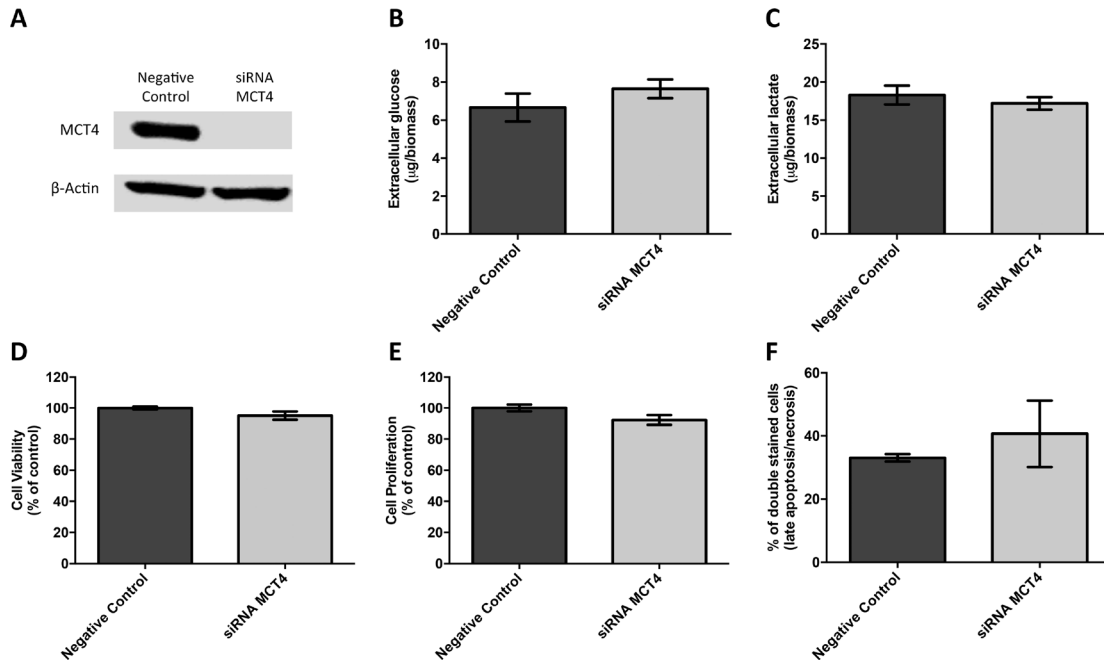 A
Negative
Control
siRNA
MCT4
MCT4
β-Actin
B
Extracellular glucose
(μg/biomass)
10
8
6
4
2
0
Negative Control
siRNA MCT4
C
Extracellular lactate
(μg/biomass)
25
20
15
10
5
0
Negative Control
siRNA MCT4
D
Cell Viability
(% of control)
120
100
80
60
40
20
0
Negative Control
siRNA MCT4
E
Cell Proliferation
(% of control)
120
100
80
60
40
20
0
Negative Control
siRNA MCT4
F
% of double stained cells
(late apoptosis/necrosis)
60
40
20
0
Negative Control
siRNA MCT4